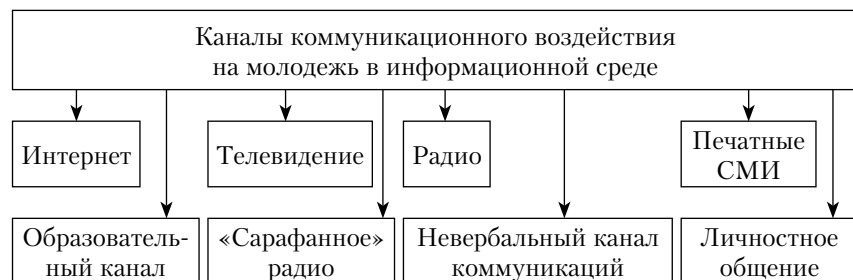 Каналы коммуникационного воздействия
на молодежь в информационной среде
Интернет
Телевидение
Радио
Печатные
СМИ
Образователь-
ный канал
«Сарафанное»
радио
Невербальный канал
коммуникаций
Личностное
общение